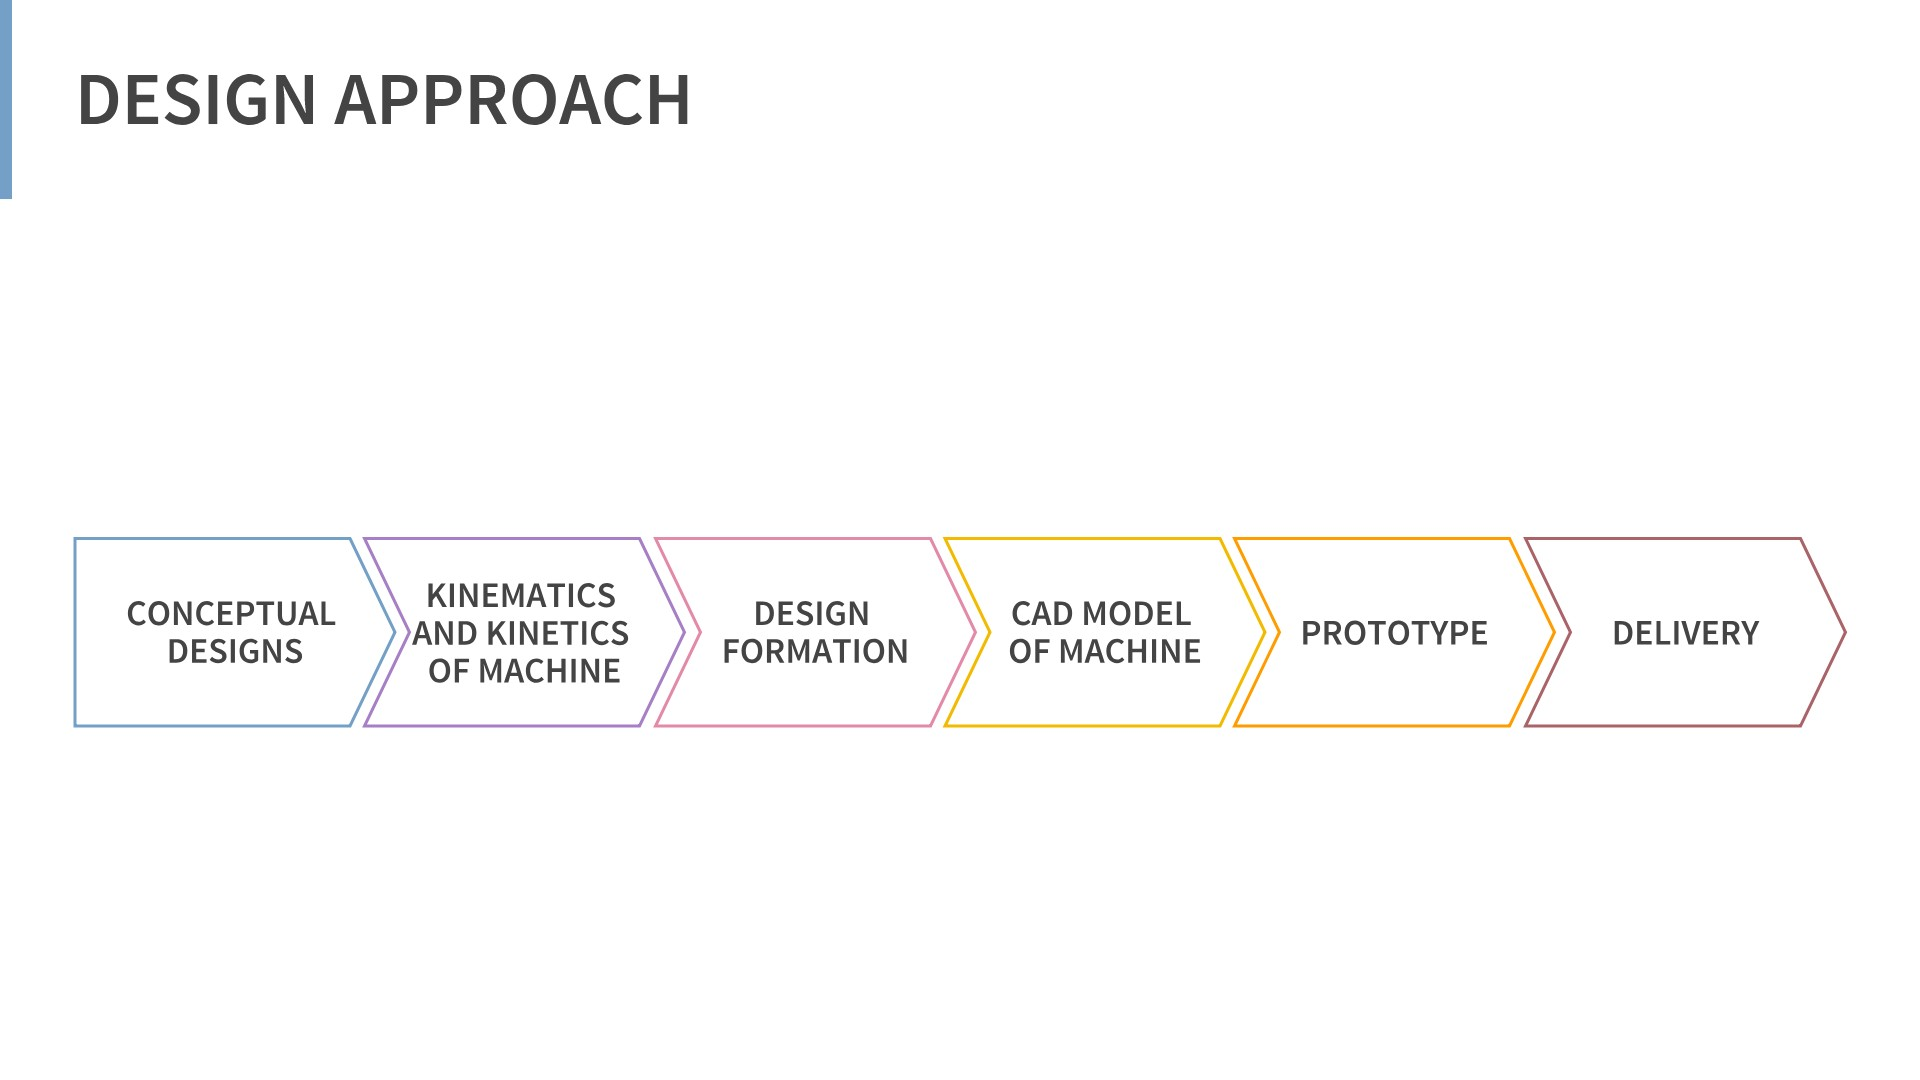 DESIGN APPROACH
CONCEPTUAL
DESIGNS
KINEMATICS
AND KINETICS
OF MACHINE
DESIGN
FORMATION
CAD MODEL
OF MACHINE
PROTOTYPE
DELIVERY